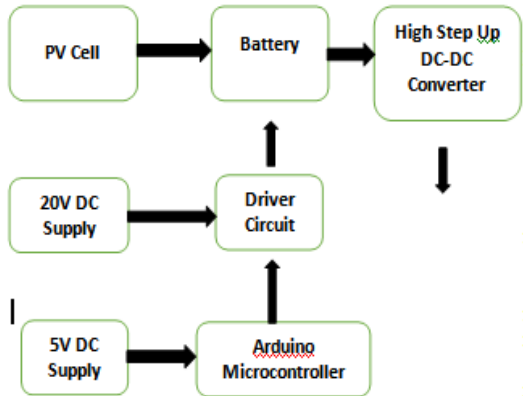 PV Cell
Battery
High Step Up
DC-DC
Converter
20V DC
Supply
Driver
Circuit
5V DC
Supply
Arduino
Microcontroller